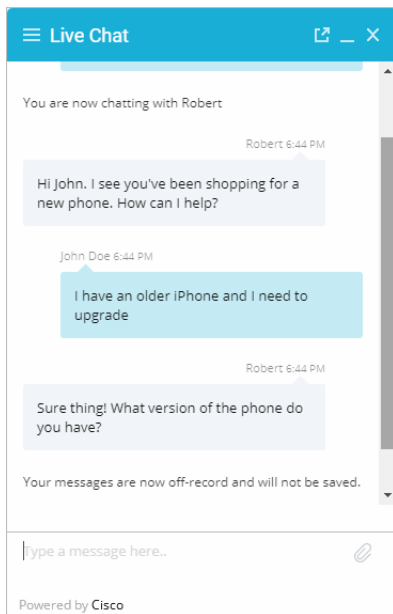 Live Chat
You are now chatting with Robert
Robert 6:44 PM
Hi John. I see you've been shopping for a
new phone. How can I help?
John Doe 6:44 PM
I have an older iPhone and I need to
upgrade
Robert 6:44 PM
Sure thing! What version of the phone do
you have?
Your messages are now off-record and will not be saved.
Type a message here..
Powered by Cisco